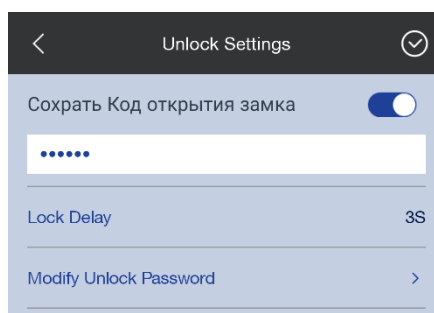 Unlock Settings
Сохрать Код открытия замка
••••••
Lock Delay 3S
Modify Unlock Password